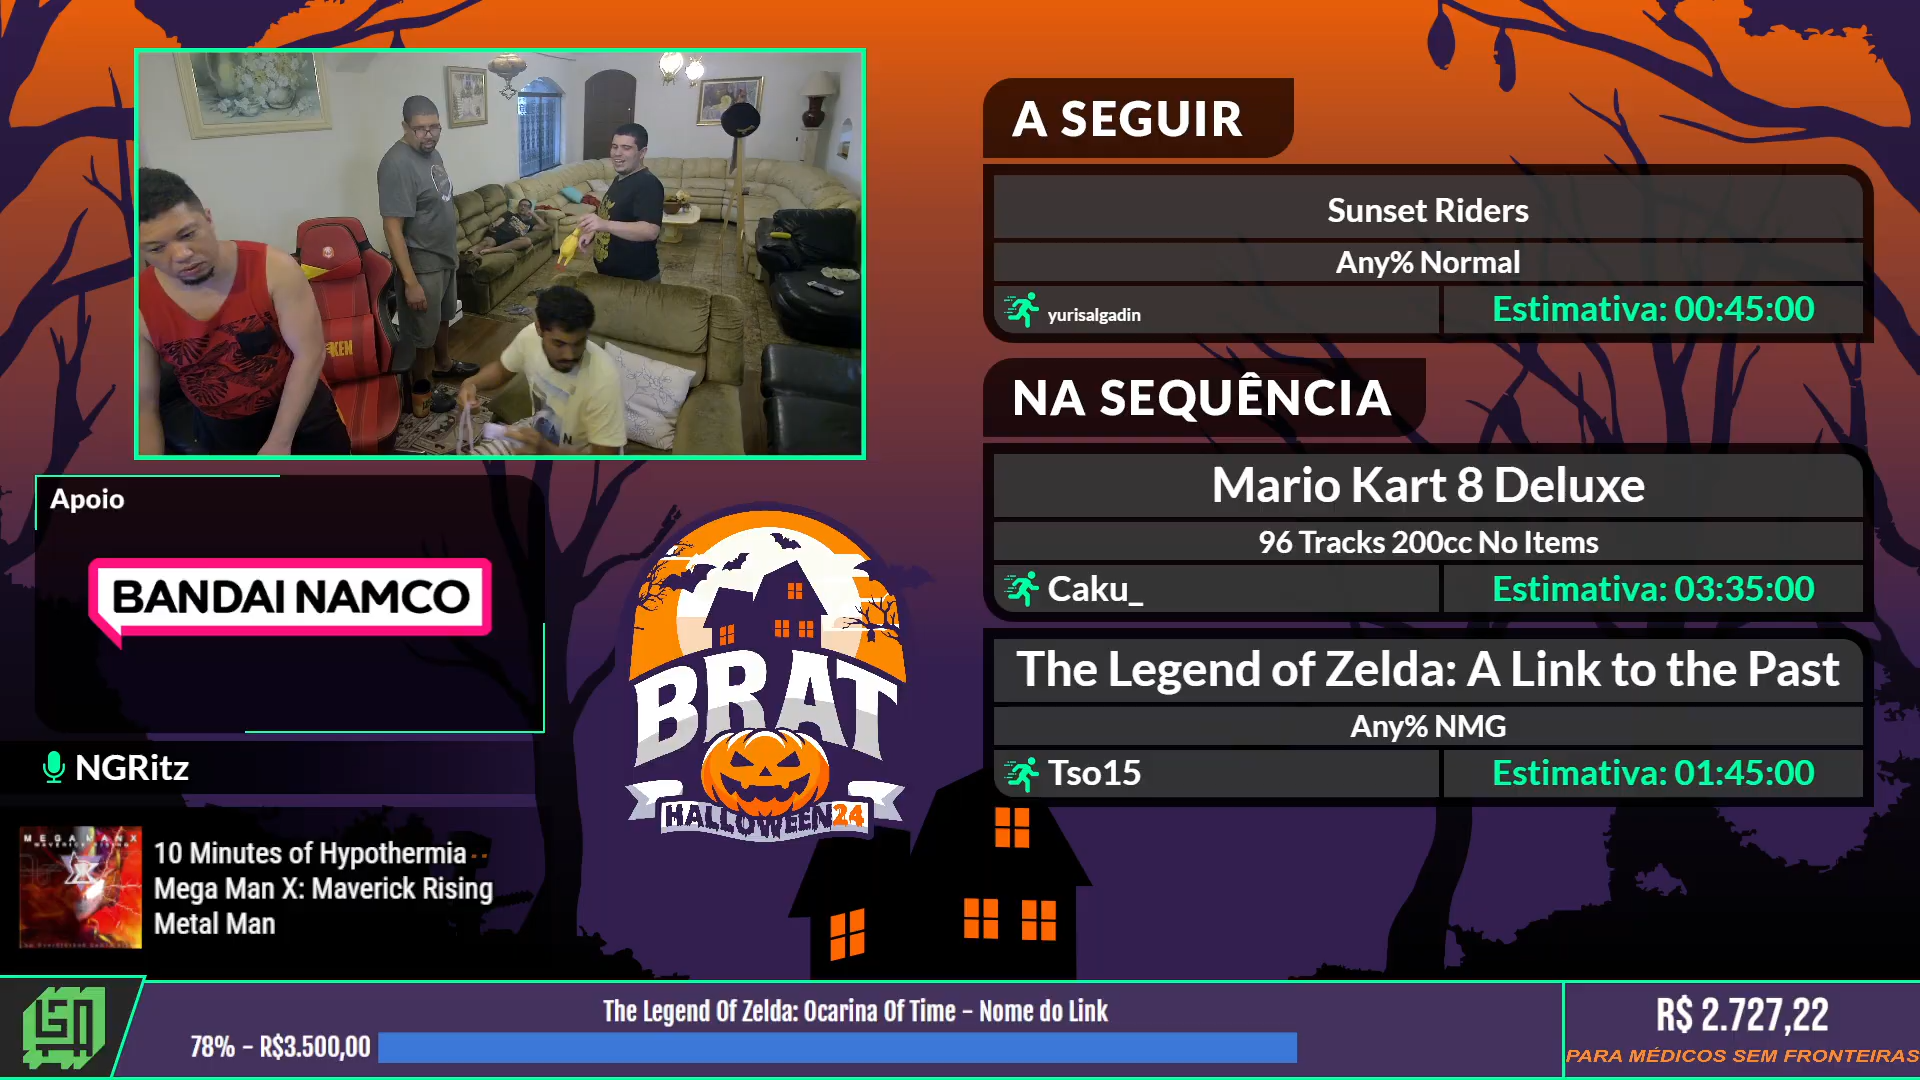 A SEGUIR
Sunset Riders
Any% Normal
yurisalgadin
Estimativa: 00:45:00
NA SEQUÊNCIA
Mario Kart 8 Deluxe
96 Tracks 200cc No Items
Caku_
Estimativa: 03:35:00
The Legend of Zelda: A Link to the Past
Any% NMG
Tso15
Estimativa: 01:45:00
Apoio
BANDAI NAMCO
NGRitz
MEGAMAN X
MAVERICK RISING
10 Minutes of Hypothermia - -
Mega Man X: Maverick Rising
Metal Man
BRAT
HALLOWEEN24
The Legend Of Zelda: Ocarina Of Time - Nome do Link
78% - R$3.500,00
R$ 2.727,22
PARA MÉDICOS SEM FRONTEIRAS